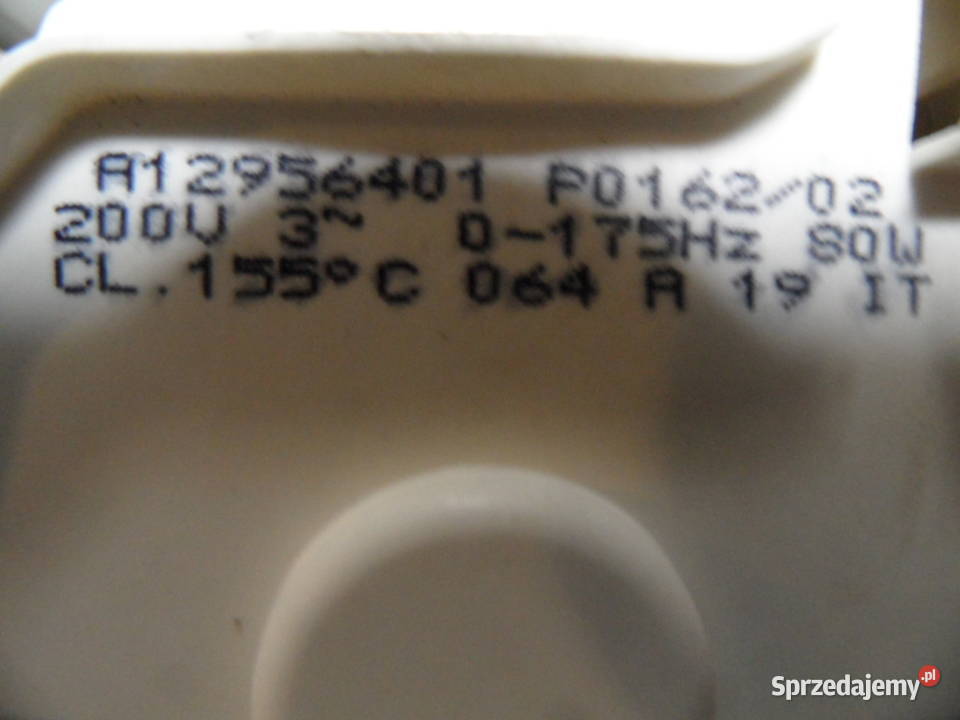 A12956401 P0162/02
200V 3~ 0-175Hz 80W
CL.155°C 064 A 19 IT
Sprzedajemy.pl